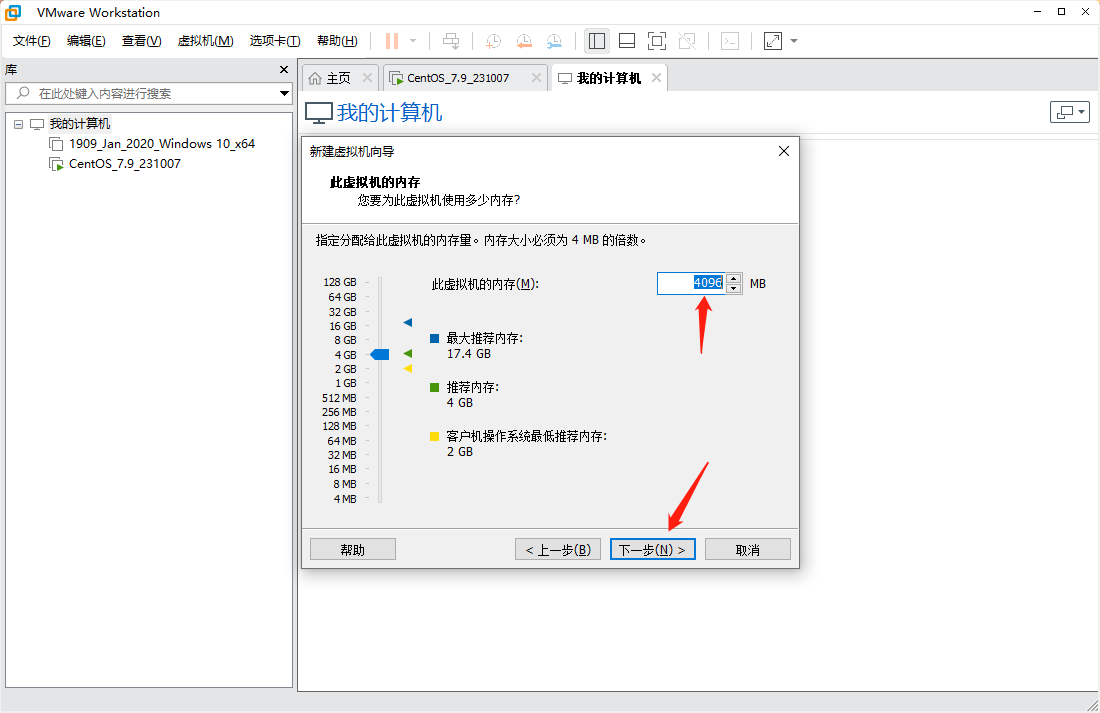 VMware Workstation
文件(F) 编辑(E) 查看(V) 虚拟机(M) 选项卡(T) 帮助(H)
库
在此处键入内容进行搜索
我的计算机
1909_Jan_2020_Windows 10_x64
CentOS_7.9_231007
主页 CentOS_7.9_231007 我的计算机
我的计算机
新建虚拟机向导
此虚拟机的内存
您要为此虚拟机使用多少内存?
指定分配给此虚拟机的内存量。内存大小必须为 4 MB 的倍数。
此虚拟机的内存(M): 4096 MB
128 GB
64 GB
32 GB
16 GB
8 GB
4 GB
2 GB
1 GB
512 MB
256 MB
128 MB
64 MB
32 MB
16 MB
8 MB
4 MB
最大推荐内存:
17.4 GB
推荐内存:
4 GB
客户机操作系统最低推荐内存:
2 GB
帮助 < 上一步(B) 下一步(N) > 取消